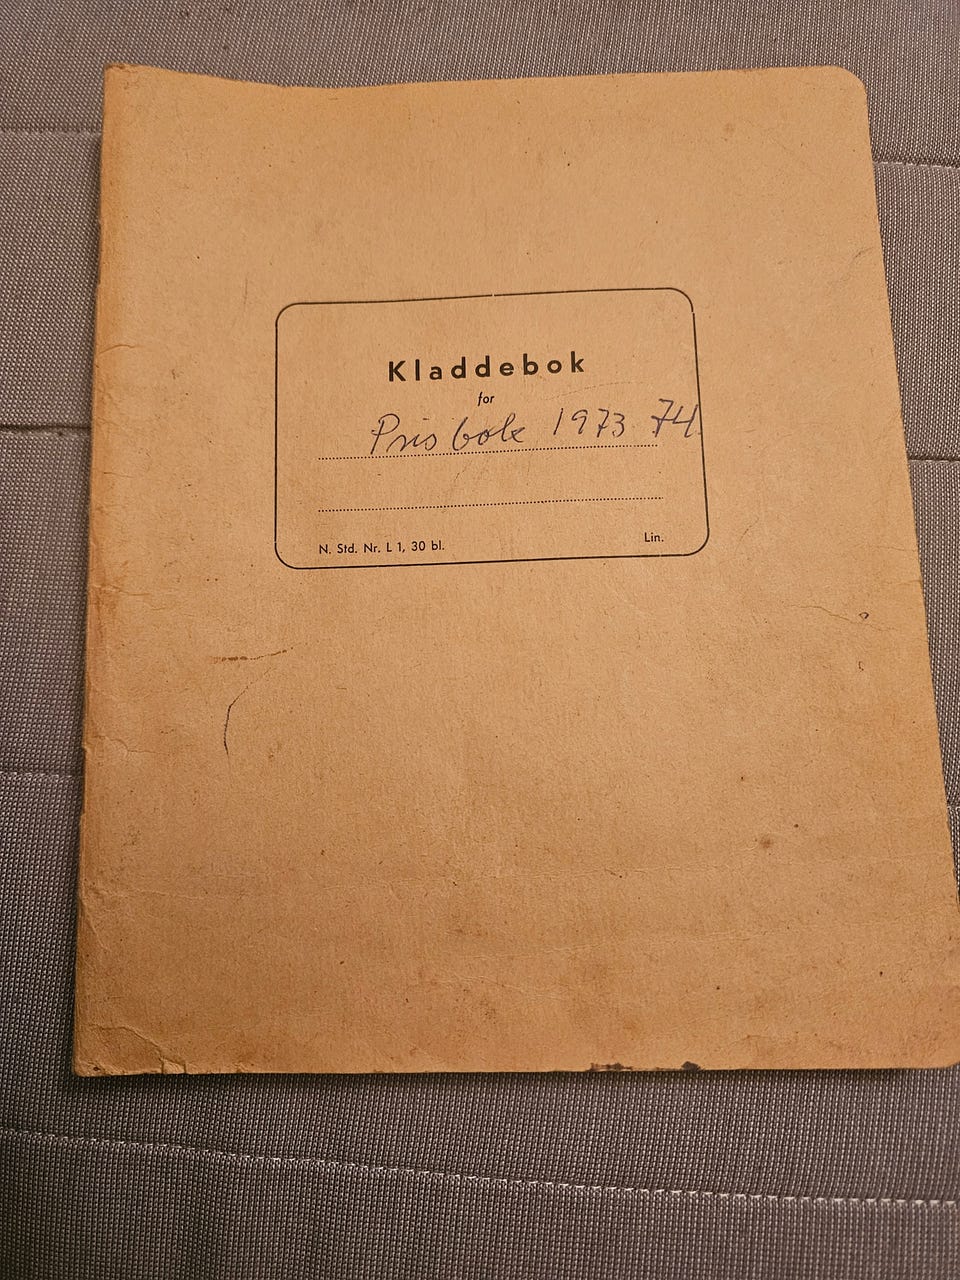 Kladdebok
for
Prisbok 1973 74
N. Std. Nr. L 1, 30 bl.
Lin.